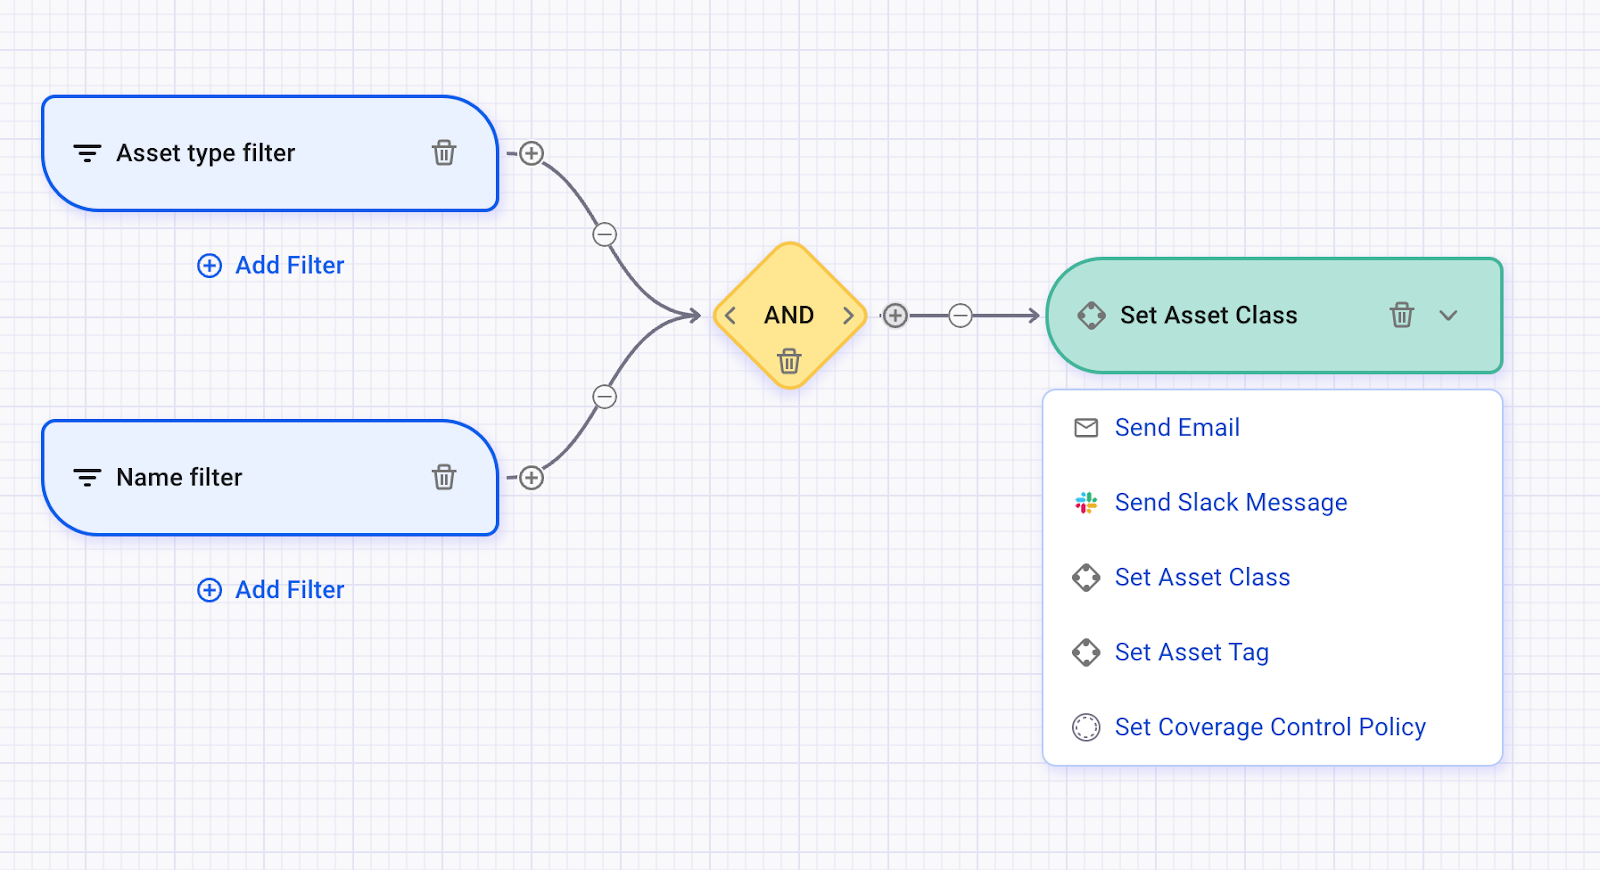 Asset type filter
Add Filter
AND
Set Asset Class
Name filter
Add Filter
Send Email
Send Slack Message
Set Asset Class
Set Asset Tag
Set Coverage Control Policy